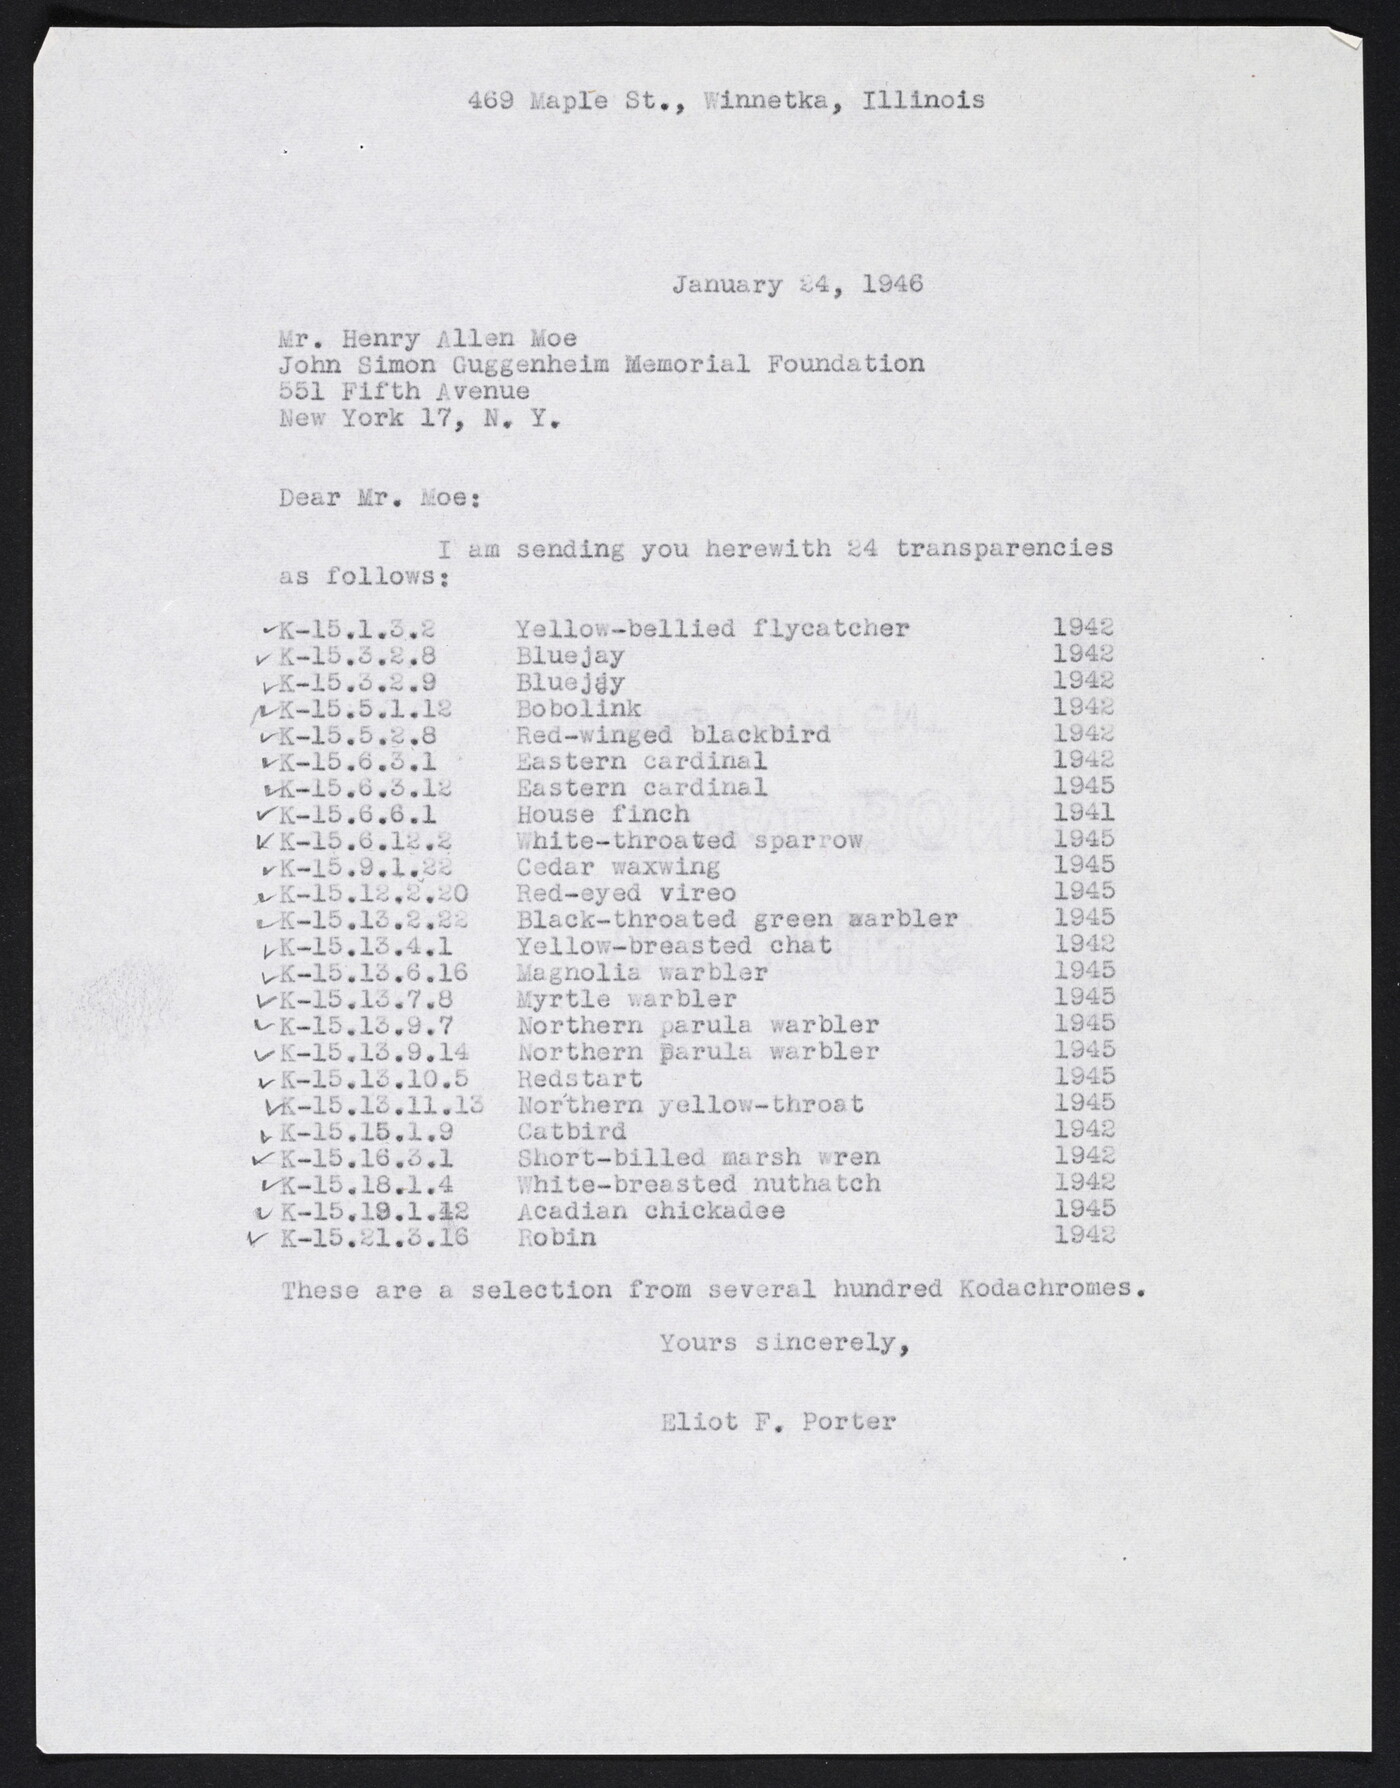 469 Maple St., Winnetka, Illinois
January 24, 1946
Mr. Henry Allen Moe
John Simon Guggenheim Memorial Foundation
551 Fifth Avenue
New York 17, N. Y.
Dear Mr. Moe:
I am sending you herewith 24 transparencies
as follows:
✓K-15.1.3.2 Yellow-bellied flycatcher 1942
✓K-15.3.2.8 Bluejay 1942
✓K-15.3.2.9 Bluejay 1942
✓K-15.5.1.12 Bobolink 1942
✓K-15.5.2.8 Red-winged blackbird 1942
✓K-15.6.3.1 Eastern cardinal 1942
✓K-15.6.3.12 Eastern cardinal 1945
✓K-15.6.6.1 House finch 1941
✓K-15.6.12.2 White-throated sparrow 1945
✓K-15.9.1.22 Cedar waxwing 1945
✓K-15.12.2.20 Red-eyed vireo 1945
✓K-15.13.2.22 Black-throated green warbler 1945
✓K-15.13.4.1 Yellow-breasted chat 1942
✓K-15.13.6.16 Magnolia warbler 1945
✓K-15.13.7.8 Myrtle warbler 1945
✓K-15.13.9.7 Northern parula warbler 1945
✓K-15.13.9.14 Northern parula warbler 1945
✓K-15.13.10.5 Redstart 1945
✓K-15.13.11.13 Northern yellow-throat 1945
✓K-15.15.1.9 Catbird 1942
✓K-15.16.3.1 Short-billed marsh wren 1942
✓K-15.18.1.4 White-breasted nuthatch 1942
✓K-15.19.1.12 Acadian chickadee 1945
✓K-15.21.3.16 Robin 1942
These are a selection from several hundred Kodachromes.
Yours sincerely,
Eliot F. Porter